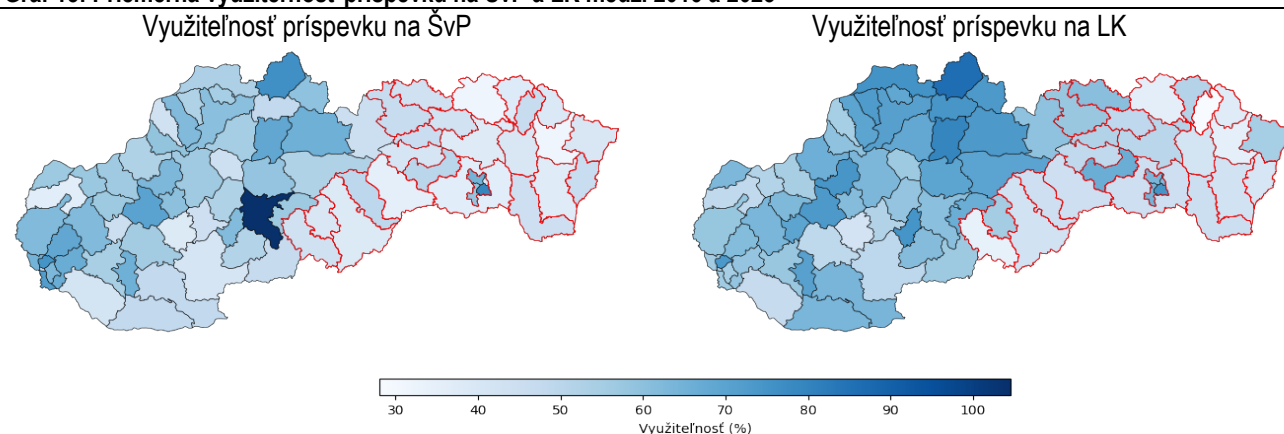 Využiteľnosť príspevku na ŠvP
Využiteľnosť príspevku na LK
30 40 50 60 70 80 90 100
Využiteľnosť (%)